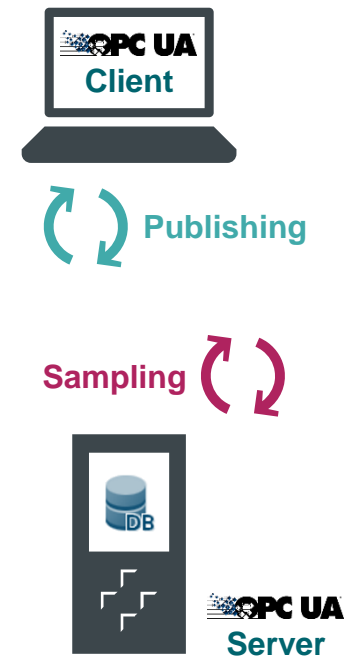 OPC UA
Client
Publishing
Sampling
DB
OPC UA
Server